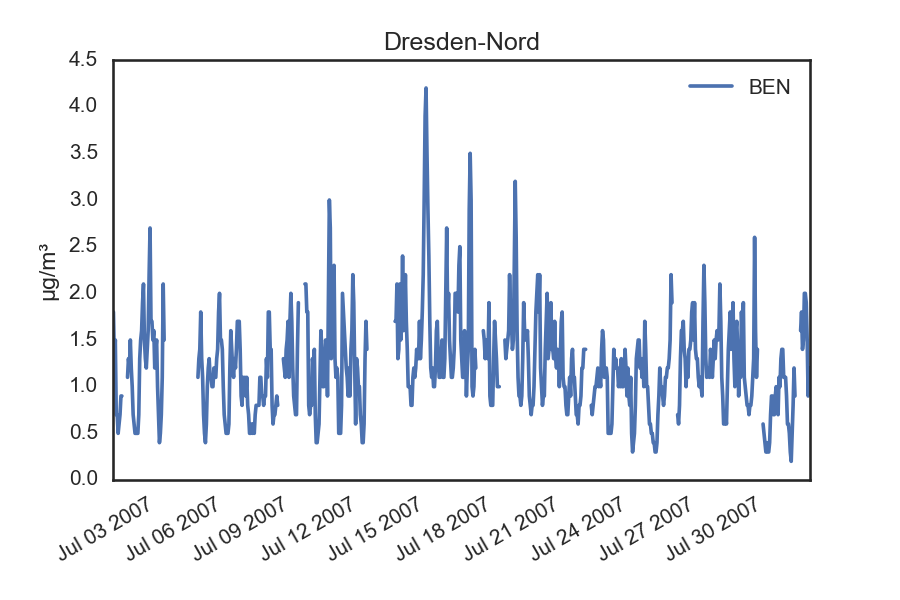 Dresden-Nord
BEN
µg/m³
4.5
4.0
3.5
3.0
2.5
2.0
1.5
1.0
0.5
0.0
Jul 03 2007
Jul 06 2007
Jul 09 2007
Jul 12 2007
Jul 15 2007
Jul 18 2007
Jul 21 2007
Jul 24 2007
Jul 27 2007
Jul 30 2007